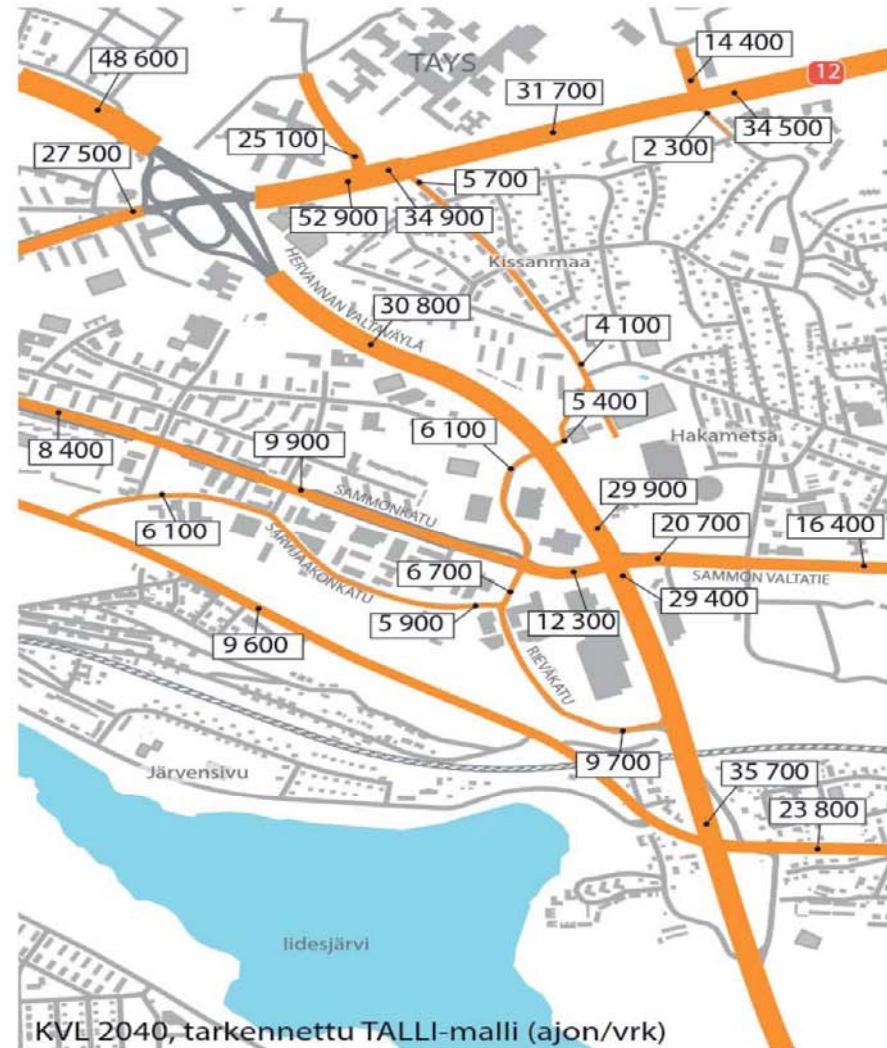 TAYS
48 600
14 400
12
31 700
25 100
2 300
34 500
27 500
5 700
52 900
34 900
Kissanmaa
HERVANNAN VALTAVÄYLÄ
30 800
4 100
5 400
6 100
Hakametsä
8 400
9 900
SAMMONKATU
29 900
20 700
16 400
6 100
SARVIJAAKONKATU
6 700
SAMMON VALTATIE
5 900
12 300
29 400
9 600
RIEVÄKATU
Järvensivu
9 700
35 700
23 800
Iidesjärvi
KVL 2040, tarkennettu TALLI-malli (ajon/vrk)